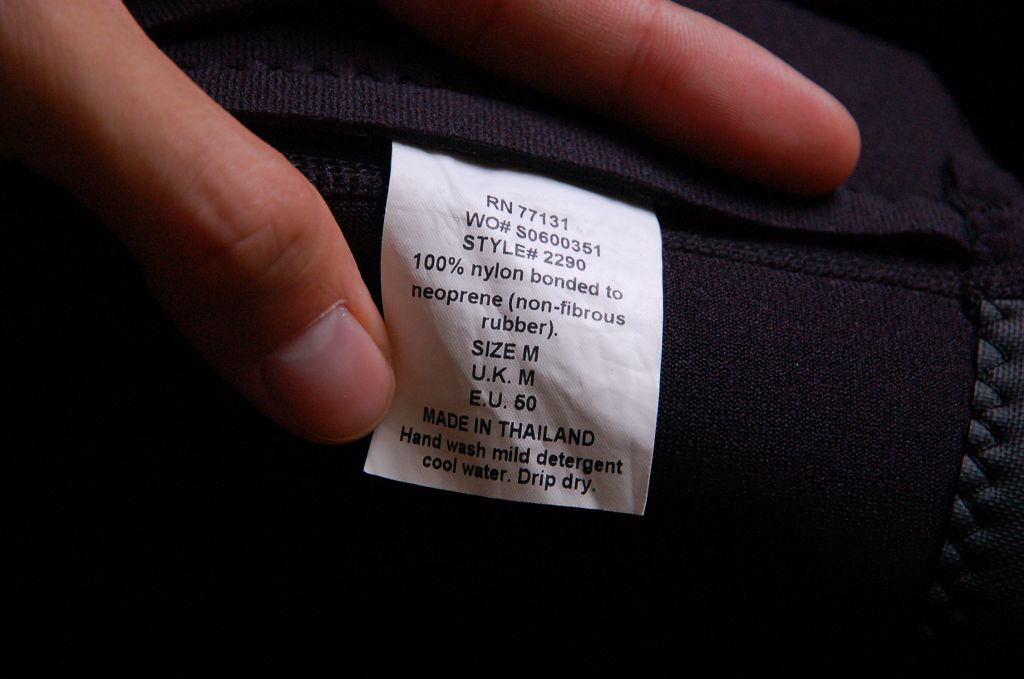 RN 77131
WO# S0600351
STYLE# 2290
100% nylon bonded to
neoprene (non-fibrous
rubber).
SIZE M
U.K. M
E.U. 50
MADE IN THAILAND
Hand wash mild detergent
cool water. Drip dry.